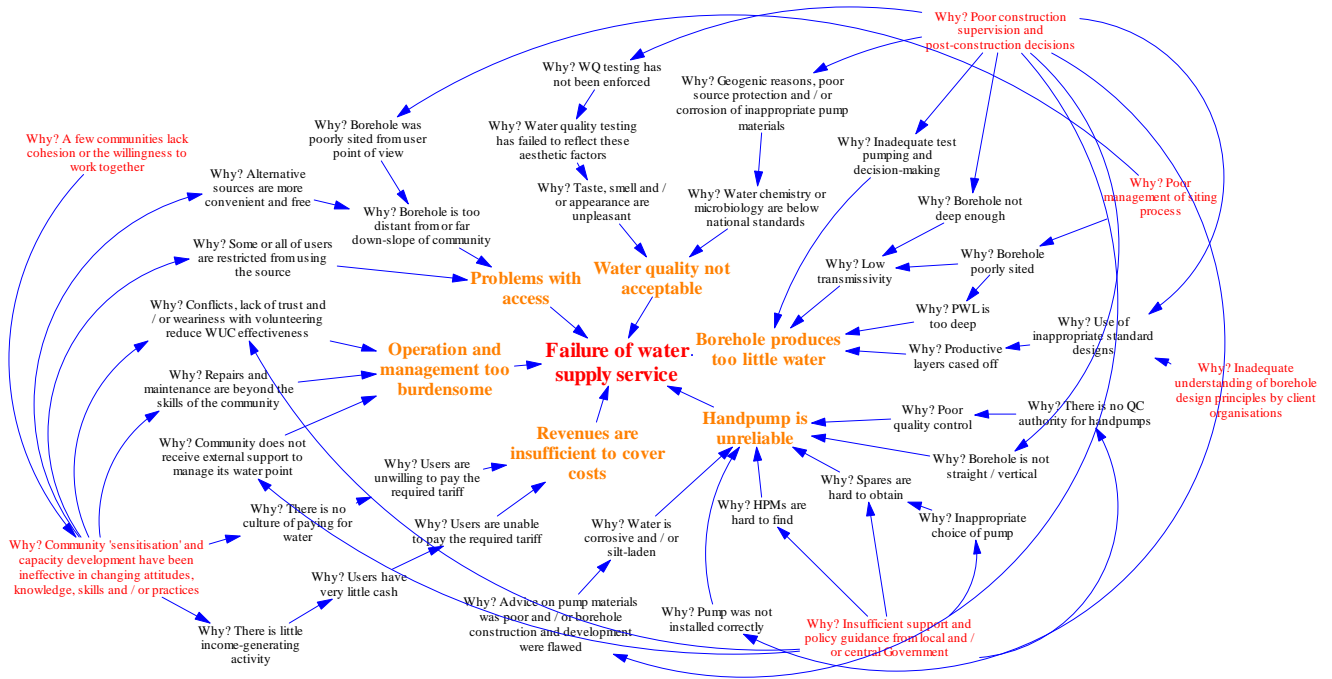 Why? Poor construction
supervision and
post-construction decisions
Why? WQ testing has
not been enforced
Why? Geogenic reasons, poor
source protection and / or
corrosion of inappropriate pump
materials
Why? Borehole was
poorly sited from user
point of view
Why? Water quality testing
has failed to reflect these
aesthetic factors
Why? A few communities lack
cohesion or the willingness to
work together
Why? Inadequate test
pumping and
decision-making
Why? Alternative
sources are more
convenient and free
Why? Taste, smell and /
or appearance are
unpleasant
Why? Water chemistry or
microbiology are below
national standards
Why? Poor
management of siting
process
Why? Borehole is too
distant from or far
down-slope of community
Why? Borehole not
deep enough
Why? Some or all of users
are restricted from using
the source
Problems with
access
Water quality not
acceptable
Why? Low
transmissivity
Why? Borehole
poorly sited
Why? Conflicts, lack of trust and
/ or weariness with volunteering
reduce WUC effectiveness
Why? PWL is
too deep
Why? Use of
inappropriate standard
designs
Operation and
management too
burdensome
Failure of water
supply service
Borehole produces
too little water
Why? Productive
layers cased off
Why? Repairs and
maintenance are beyond the
skills of the community
Why? Inadequate
understanding of borehole
design principles by client
organisations
Handpump is
unreliable
Why? Poor
quality control
Why? There is no QC
authority for handpumps
Why? Community does not
receive external support to
manage its water point
Revenues are
insufficient to cover
costs
Why? Users are
unwilling to pay the
required tariff
Why? Borehole is not
straight / vertical
Why? Spares are
hard to obtain
Why? There is no
culture of paying for
water
Why? Users are unable
to pay the required tariff
Why? Water is
corrosive and / or
silt-laden
Why? HPMs are
hard to find
Why? Inappropriate
choice of pump
Why? Community 'sensitisation' and
capacity development have been
ineffective in changing attitudes,
knowledge, skills and / or practices
Why? Users have
very little cash
Why? Advice on pump materials
was poor and / or borehole
construction and development
were flawed
Why? Pump was not
installed correctly
Why? Insufficient support and
policy guidance from local and /
or central Government
Why? There is little
income-generating
activity